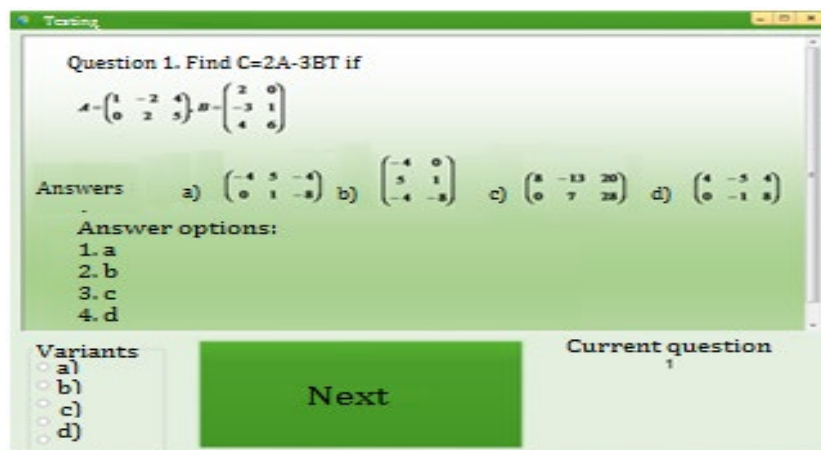 Testing
Question 1. Find C=2A-3BT if
A=(1 -2 4; 0 2 5), B=(2 0; -3 1; 4 6)
Answers a) (-4 5 -4; 0 1 -8) b) (-4 0; 5 1; -4 -8) c) (8 -13 20; 0 7 28) d) (4 -5 4; 0 -1 8)
Answer options:
1. a
2. b
3. c
4. d
Variants
a)
b)
c)
d)
Next
Current question
1